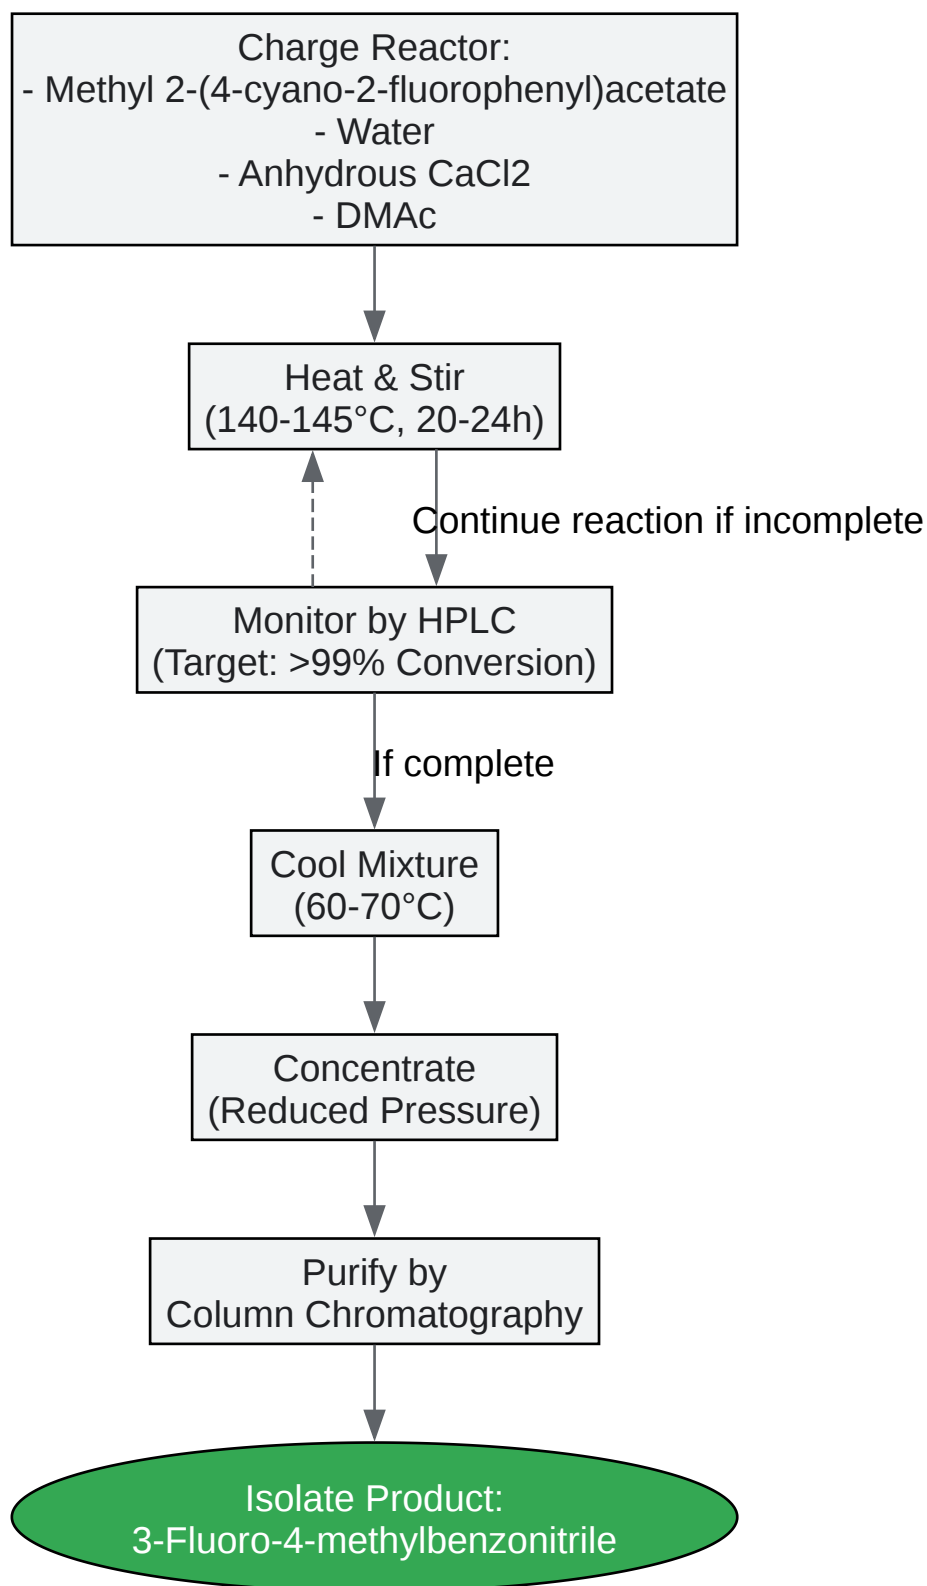 Charge Reactor:
- Methyl 2-(4-cyano-2-fluorophenyl)acetate
- Water
- Anhydrous CaCl2
- DMAc
Heat & Stir
(140-145°C, 20-24h)
Continue reaction if incomplete
Monitor by HPLC
(Target: >99% Conversion)
If complete
Cool Mixture
(60-70°C)
Concentrate
(Reduced Pressure)
Purify by
Column Chromatography
Isolate Product:
3-Fluoro-4-methylbenzonitrile